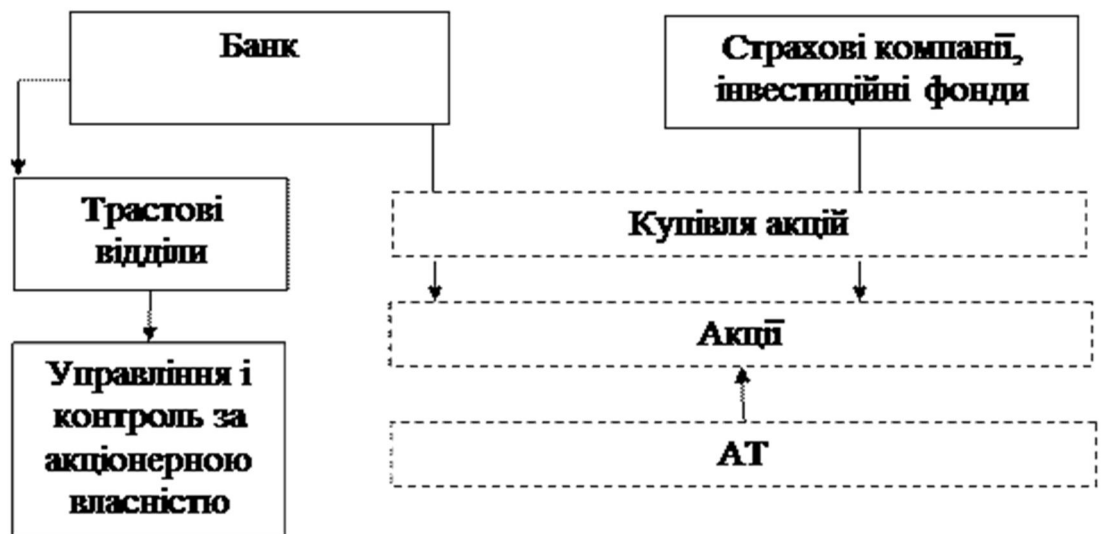 Банк
Страхові компанії,
інвестиційні фонди
Трастові
відділи
Купівля акцій
Акції
Управління і
контроль за
акціонерною
власністю
АТ